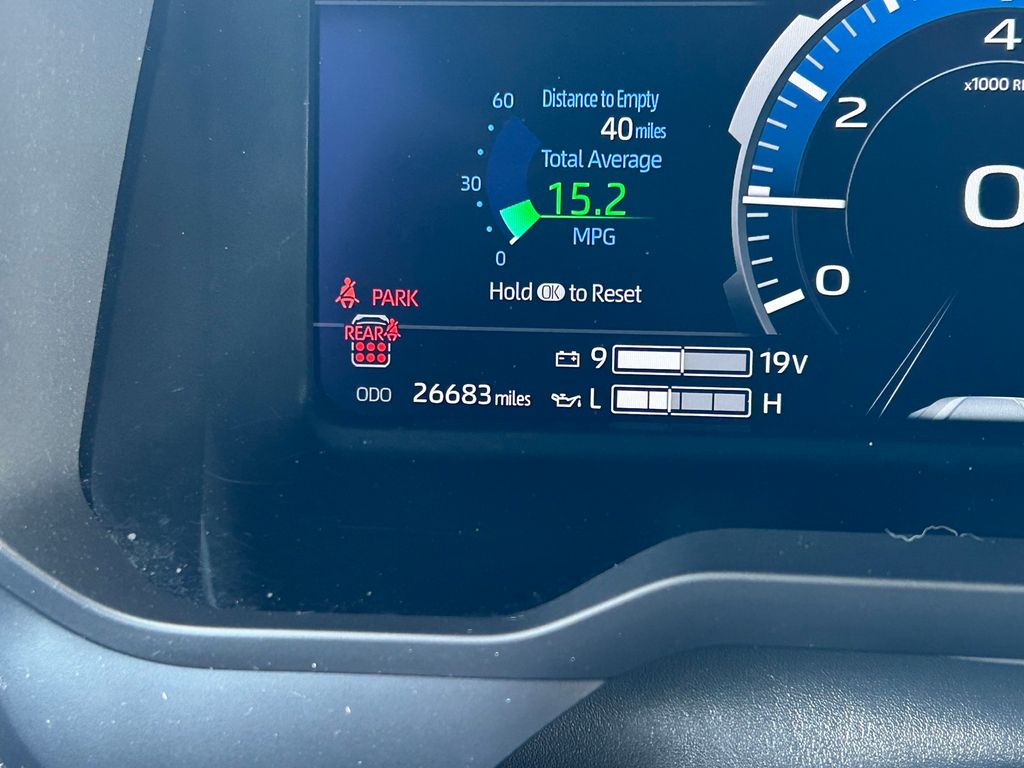 60
Distance to Empty
40 miles
Total Average
30
15.2
MPG
0
Hold OK to Reset
PARK
REAR
ODO 26683 miles
9 19V
L H
4
x1000 R
2
0
0